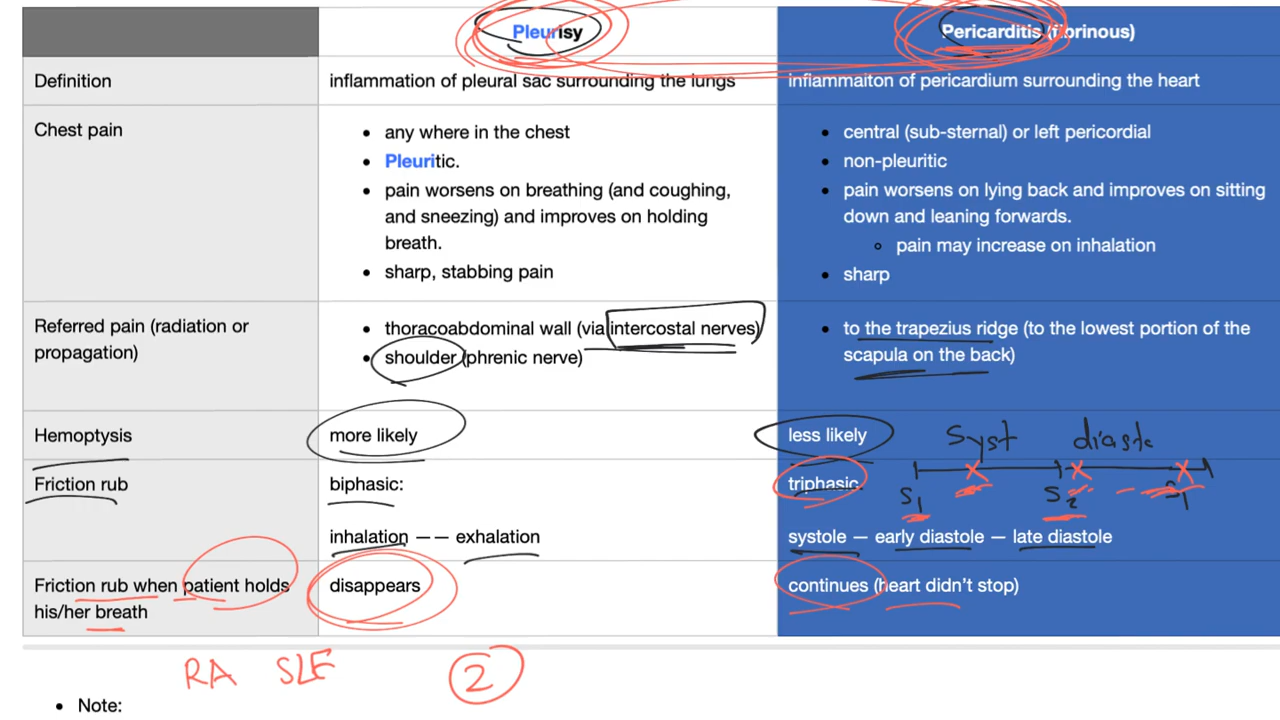 Pleurisy
Pericarditis (fibrinous)
Definition
inflammation of pleural sac surrounding the lungs
inflammaiton of pericardium surrounding the heart
Chest pain
• any where in the chest
• Pleuritic.
• pain worsens on breathing (and coughing,
and sneezing) and improves on holding
breath.
• sharp, stabbing pain
• central (sub-sternal) or left pericordial
• non-pleuritic
• pain worsens on lying back and improves on sitting
down and leaning forwards.
○ pain may increase on inhalation
• sharp
Referred pain (radiation or
propagation)
• thoracoabdominal wall (via intercostal nerves)
• shoulder (phrenic nerve)
• to the trapezius ridge (to the lowest portion of the
scapula on the back)
Hemoptysis
more likely
less likely
Syst diasto
Friction rub
biphasic:
inhalation —— exhalation
triphasic
S1 S2 S1
systole — early diastole — late diastole
Friction rub when patient holds
his/her breath
disappears
continues (heart didn't stop)
RA SLE 2
• Note: